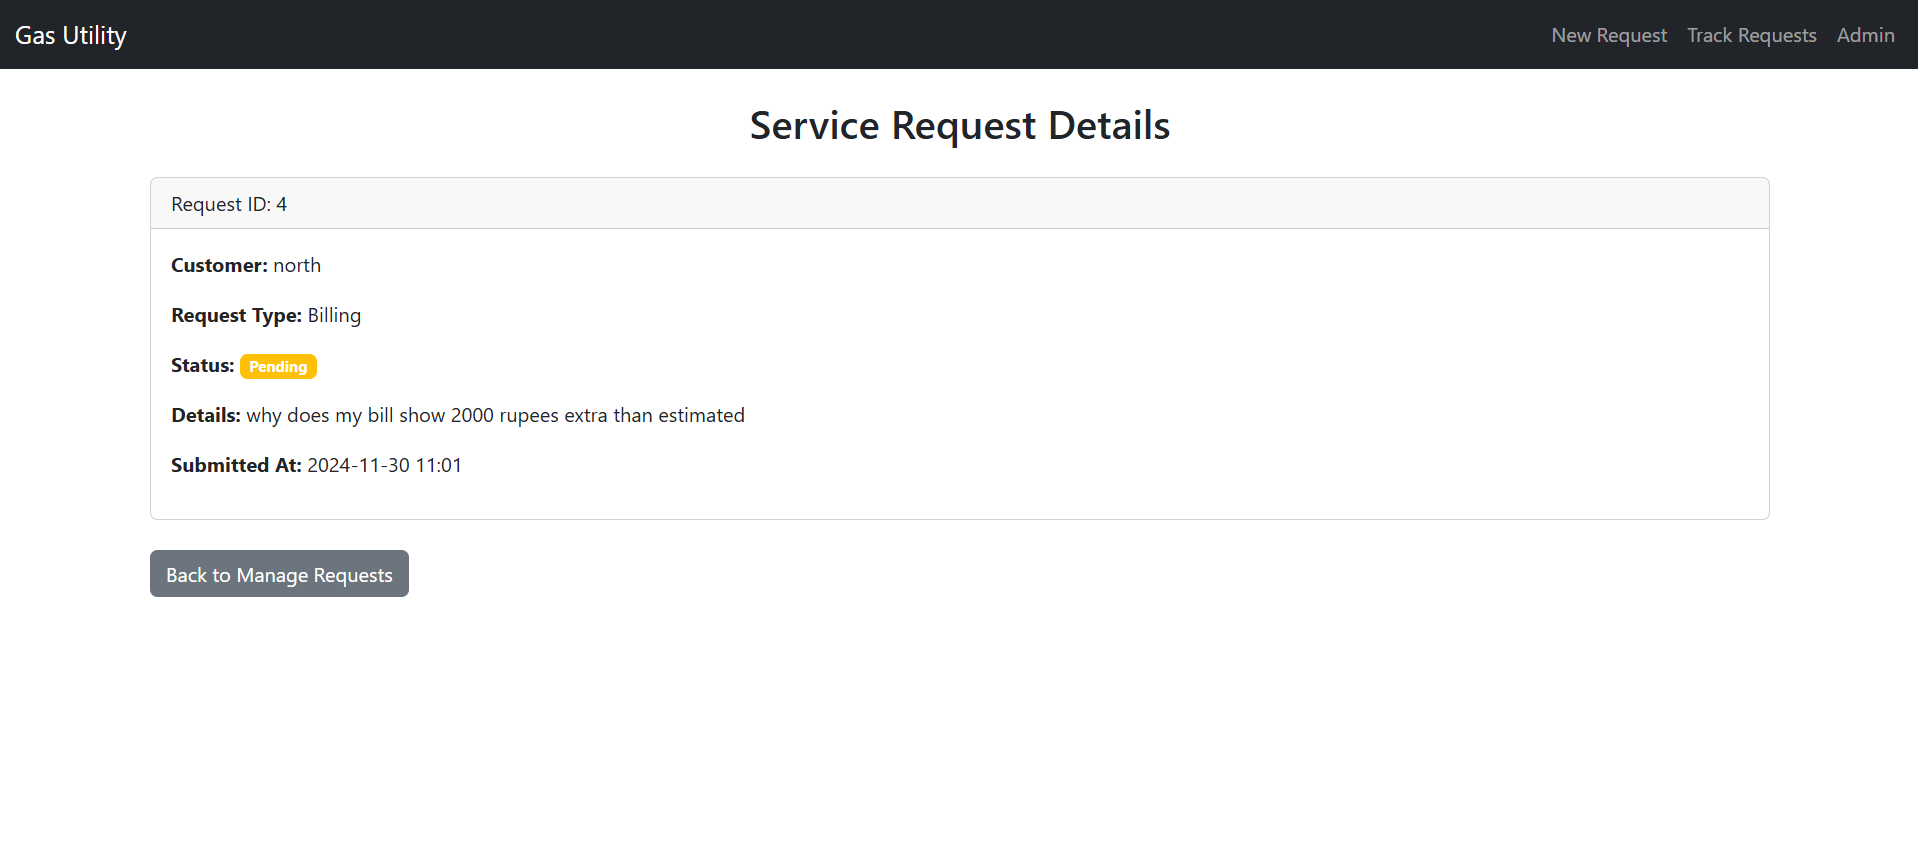 Gas Utility
New Request Track Requests Admin
Service Request Details
Request ID: 4
Customer: north
Request Type: Billing
Status: Pending
Details: why does my bill show 2000 rupees extra than estimated
Submitted At: 2024-11-30 11:01
Back to Manage Requests